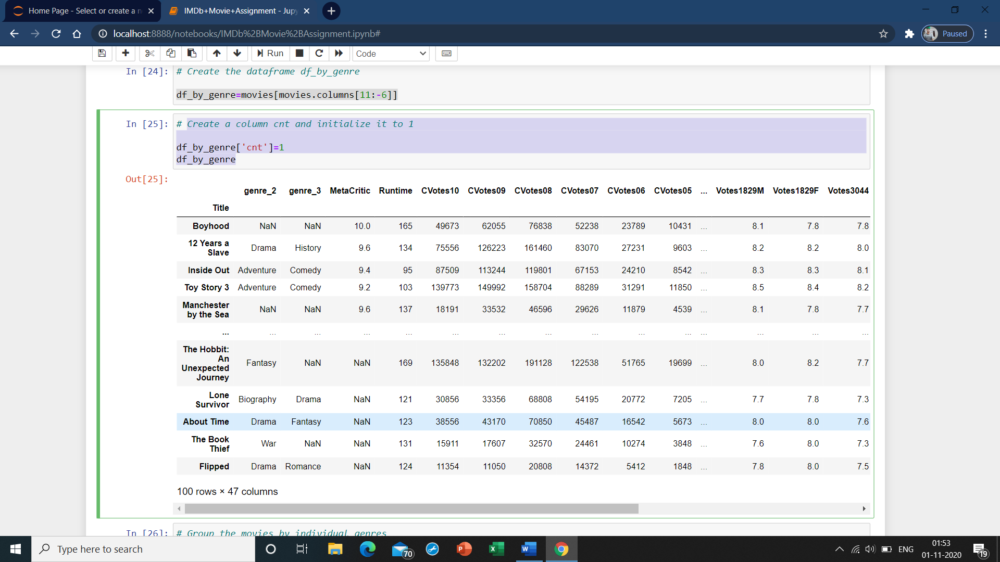 Home Page - Select or create a n
IMDb+Movie+Assignment - Jupy
localhost:8888/notebooks/IMDb%2BMovie%2BAssignment.ipynb#
Paused
Run
Code
In [24]: # Create the dataframe df_by_genre
df_by_genre=movies[movies.columns[11:-6]]
In [25]: # Create a column cnt and initialize it to 1
df_by_genre['cnt']=1
df_by_genre
Out[25]:
genre_2 genre_3 MetaCritic Runtime CVotes10 CVotes09 CVotes08 CVotes07 CVotes06 CVotes05 ... Votes1829M Votes1829F Votes3044
Title
Boyhood NaN NaN 10.0 165 49673 62055 76838 52238 23789 10431 ... 8.1 7.8 7.8
12 Years a
Slave Drama History 9.6 134 75556 126223 161460 83070 27231 9603 ... 8.2 8.2 8.0
Inside Out Adventure Comedy 9.4 95 87509 113244 119801 67153 24210 8542 ... 8.3 8.3 8.1
Toy Story 3 Adventure Comedy 9.2 103 139773 149992 158704 88289 31291 11850 ... 8.5 8.4 8.2
Manchester
by the Sea NaN NaN 9.6 137 18191 33532 46596 29626 11879 4539 ... 8.1 7.8 7.7
... ... ... ... ... ... ... ... ... ... ... ... ... ... ...
The Hobbit:
An
Unexpected
Journey Fantasy NaN NaN 169 135848 132202 191128 122538 51765 19699 ... 8.0 8.2 7.7
Lone
Survivor Biography Drama NaN 121 30856 33356 68808 54195 20772 7205 ... 7.7 7.8 7.3
About Time Drama Fantasy NaN 123 38556 43170 70850 45487 16542 5673 ... 8.0 8.0 7.6
The Book
Thief War NaN NaN 131 15911 17607 32570 24461 10274 3848 ... 7.6 8.0 7.3
Flipped Drama Romance NaN 124 11354 11050 20808 14372 5412 1848 ... 7.8 8.0 7.5
100 rows × 47 columns
In [26]: # Group the movies by individual genres
Type here to search
70
ENG
01:53
01-11-2020
19